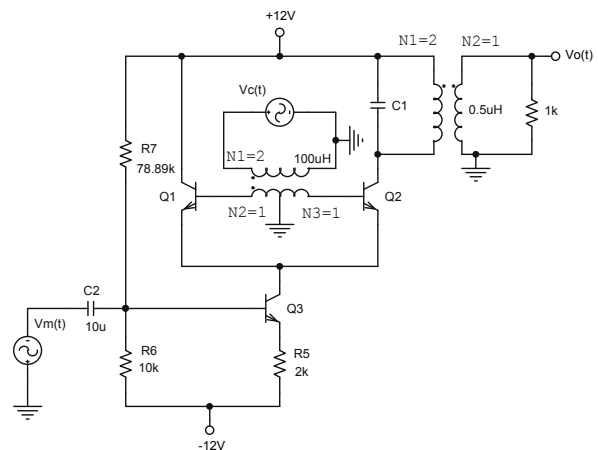 +12V
N1=2
N2=1
Vo(t)
Vc(t)
C1
0.5uH
1k
R7
78.89k
N1=2
100uH
Q1
N2=1
N3=1
Q2
C2
10u
Vm(t)
Q3
R6
10k
R5
2k
-12V